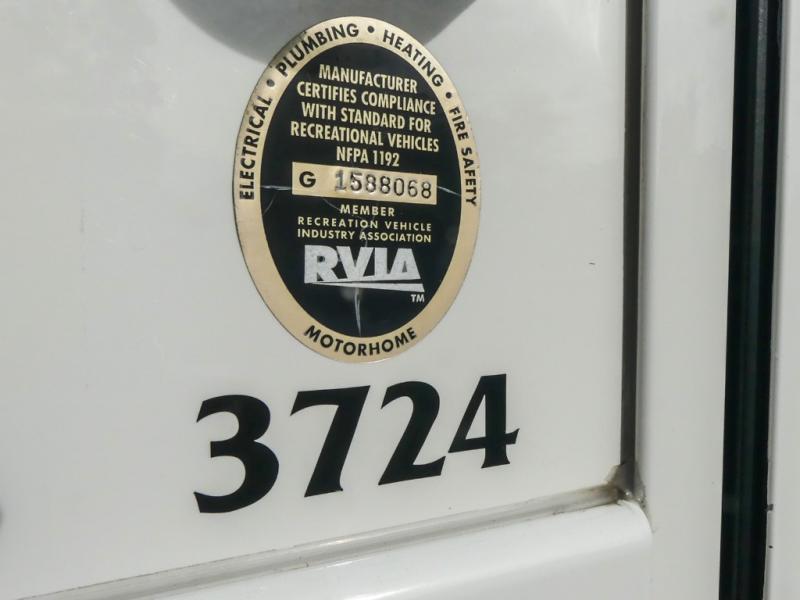 ELECTRICAL • PLUMBING • HEATING • FIRE SAFETY
MANUFACTURER
CERTIFIES COMPLIANCE
WITH STANDARD FOR
RECREATIONAL VEHICLES
NFPA 1192
G 1588068
MEMBER
RECREATION VEHICLE
INDUSTRY ASSOCIATION
RVIA
TM
MOTORHOME
3724